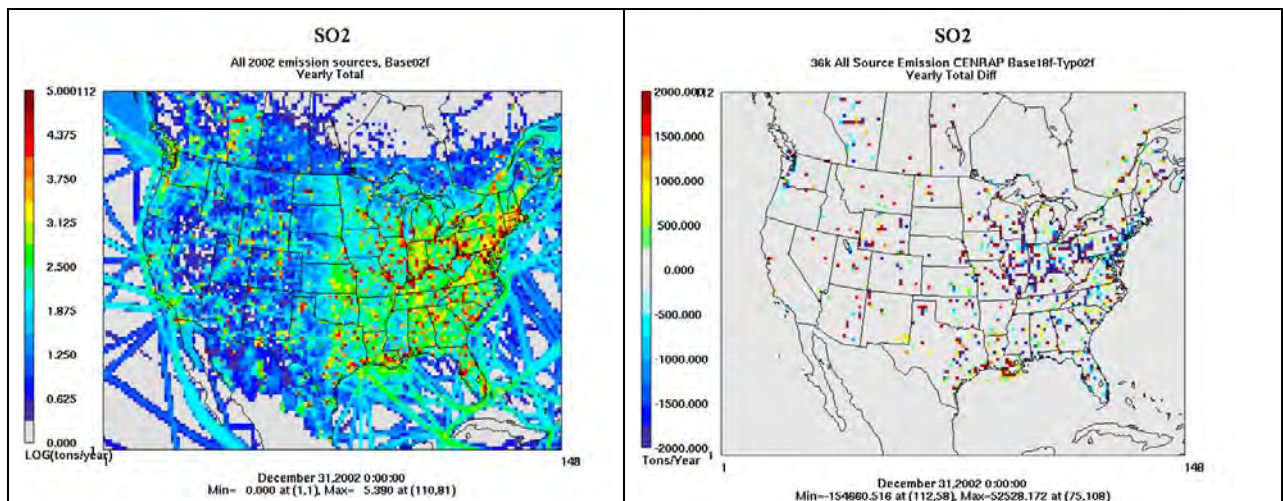 SO2
All 2002 emission sources, Base02f
Yearly Total
5.000112
4.375
3.750
3.125
2.500
1.875
1.250
0.625
0.000
LOG(tons/year)
1
1
148
December 31,2002 0:00:00
Min= 0.000 at (1,1), Max= 5.390 at (110,81)
SO2
36k All Source Emission CENRAP Base18f-Typ02f
Yearly Total Diff
2000.000
112
1500.000
1000.000
500.000
0.000
-500.000
-1000.000
-1500.000
-2000.000
Tons/Year
1
1
148
December 31,2002 0:00:00
Min=-154660.516 at (112,58), Max=52528.172 at (75,108)